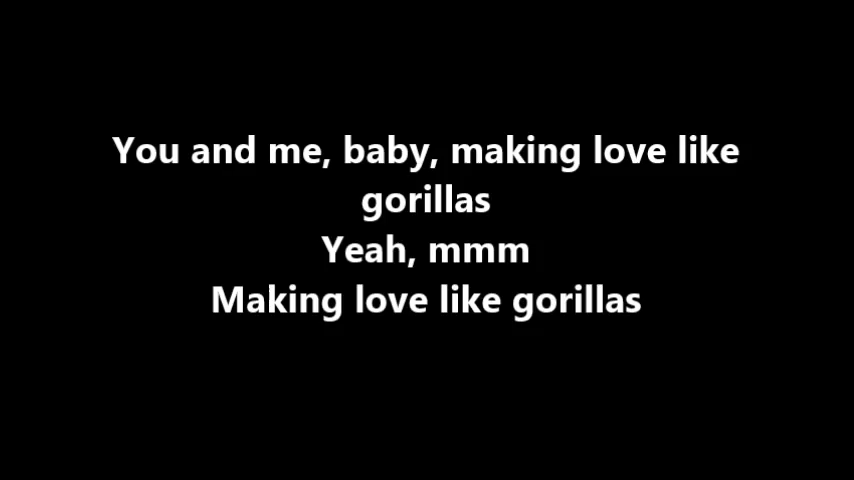 You and me, baby, making love like
gorillas
Yeah, mmm
Making love like gorillas